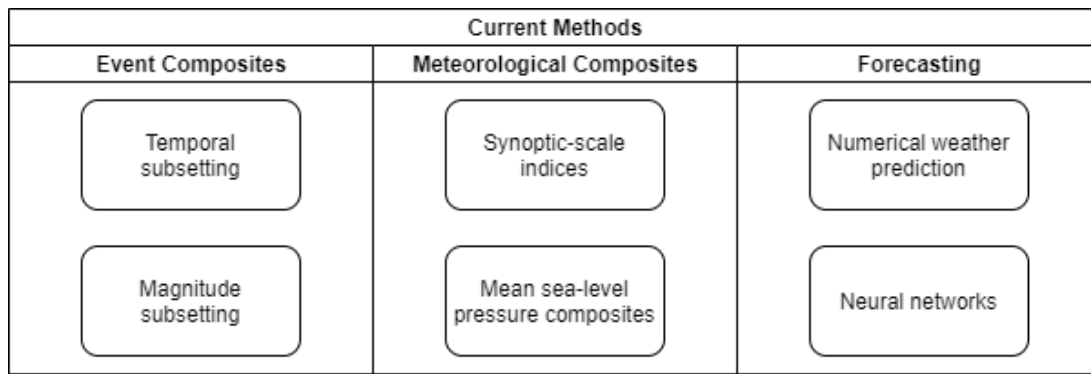 Current Methods
Event Composites
Meteorological Composites
Forecasting
Temporal
subsetting
Synoptic-scale
indices
Numerical weather
prediction
Magnitude
subsetting
Mean sea-level
pressure composites
Neural networks